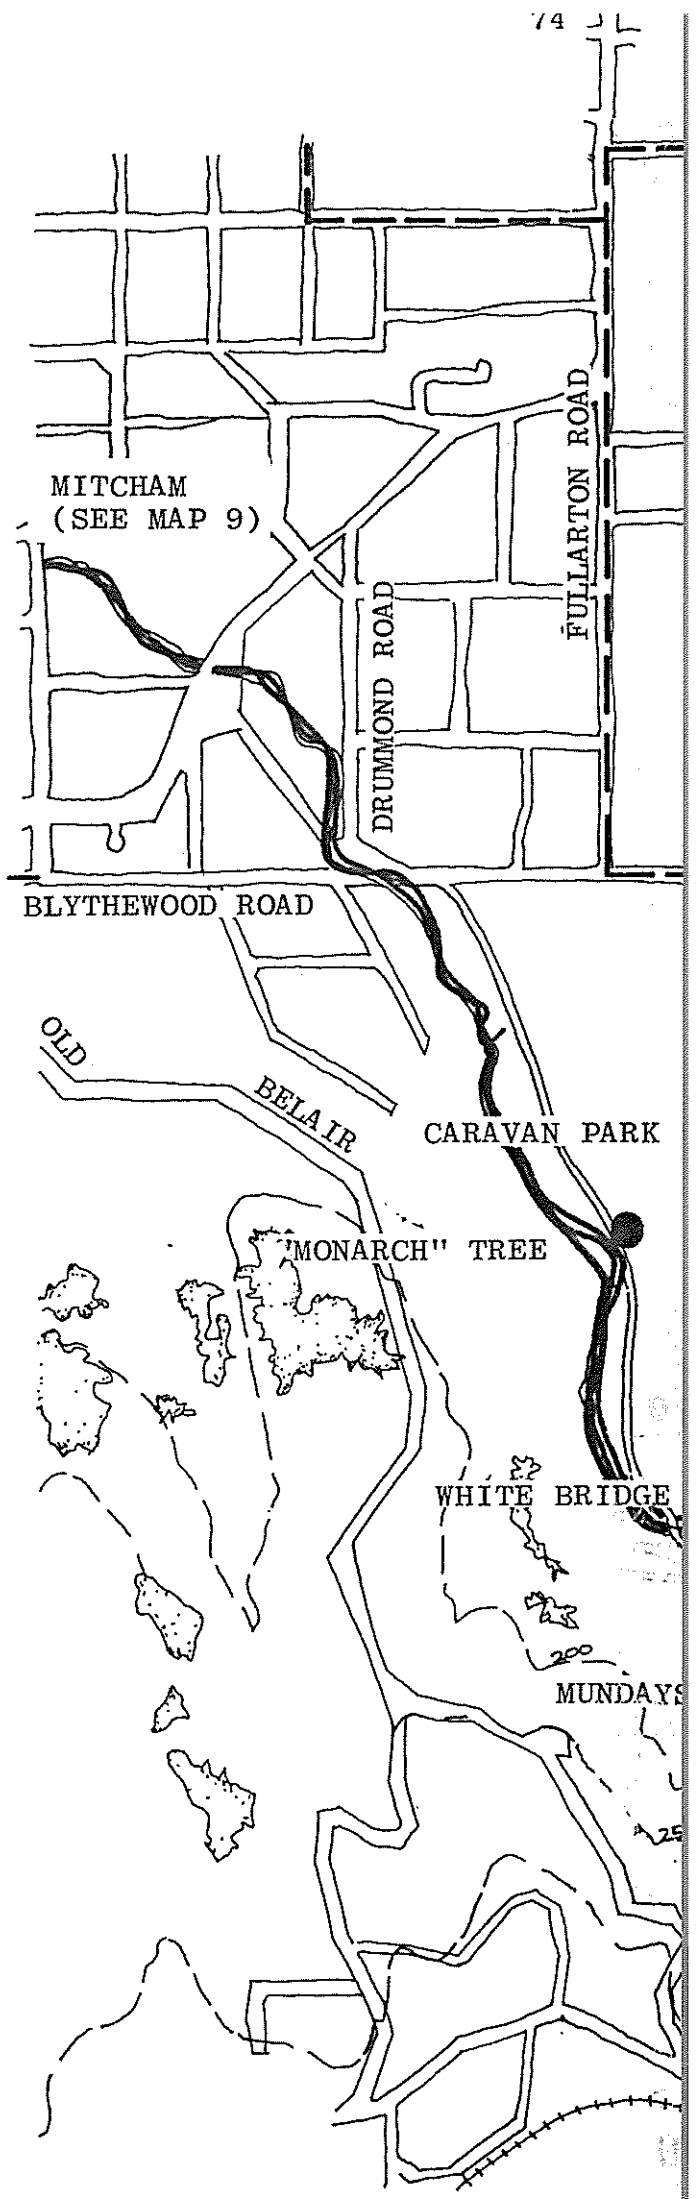 74
MITCHAM
(SEE MAP 9)
FULLARTON ROAD
DRUMMOND ROAD
BLYTHEWOOD ROAD
OLD
BELAIR
CARAVAN PARK
"MONARCH" TREE
WHITE BRIDGE
200
MUNDAYS
25